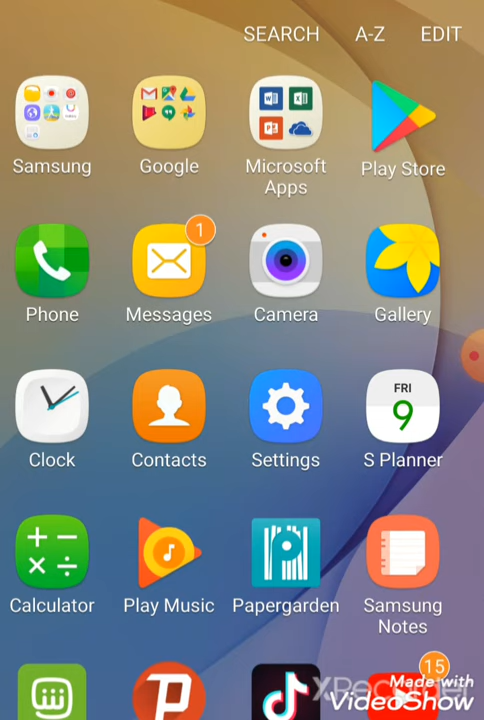 SEARCH A-Z EDIT
Samsung Google Microsoft Apps Play Store
1
Phone Messages Camera Gallery
FRI
9
Clock Contacts Settings S Planner
Calculator Play Music Papergarden Samsung Notes
15
XRecorder
Made with
VideoShow